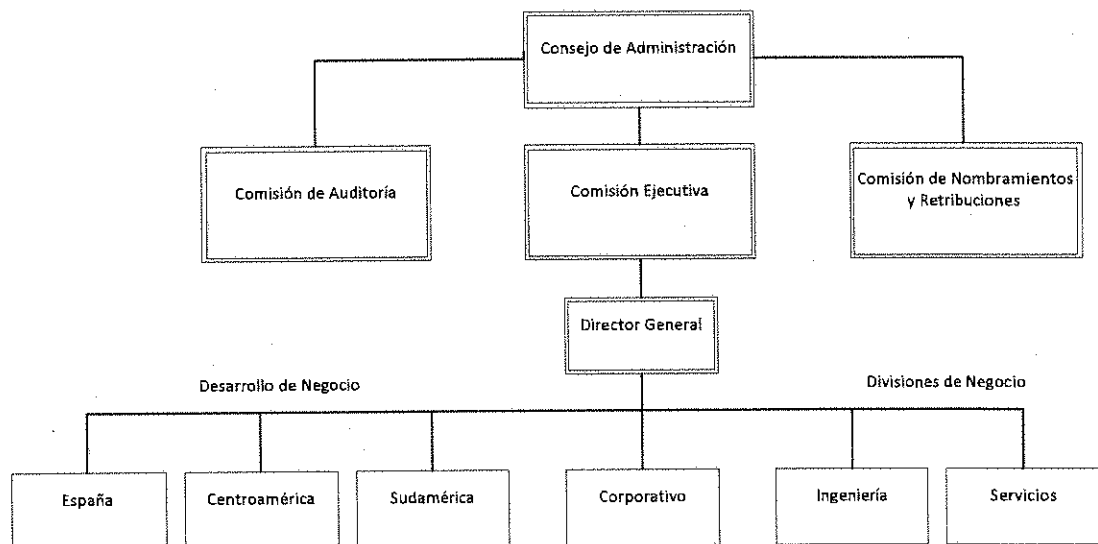 Consejo de Administración
Comisión de Auditoría
Comisión Ejecutiva
Comisión de Nombramientos
y Retribuciones
Director General
Desarrollo de Negocio
Divisiones de Negocio
España
Centroamérica
Sudamérica
Corporativo
Ingeniería
Servicios